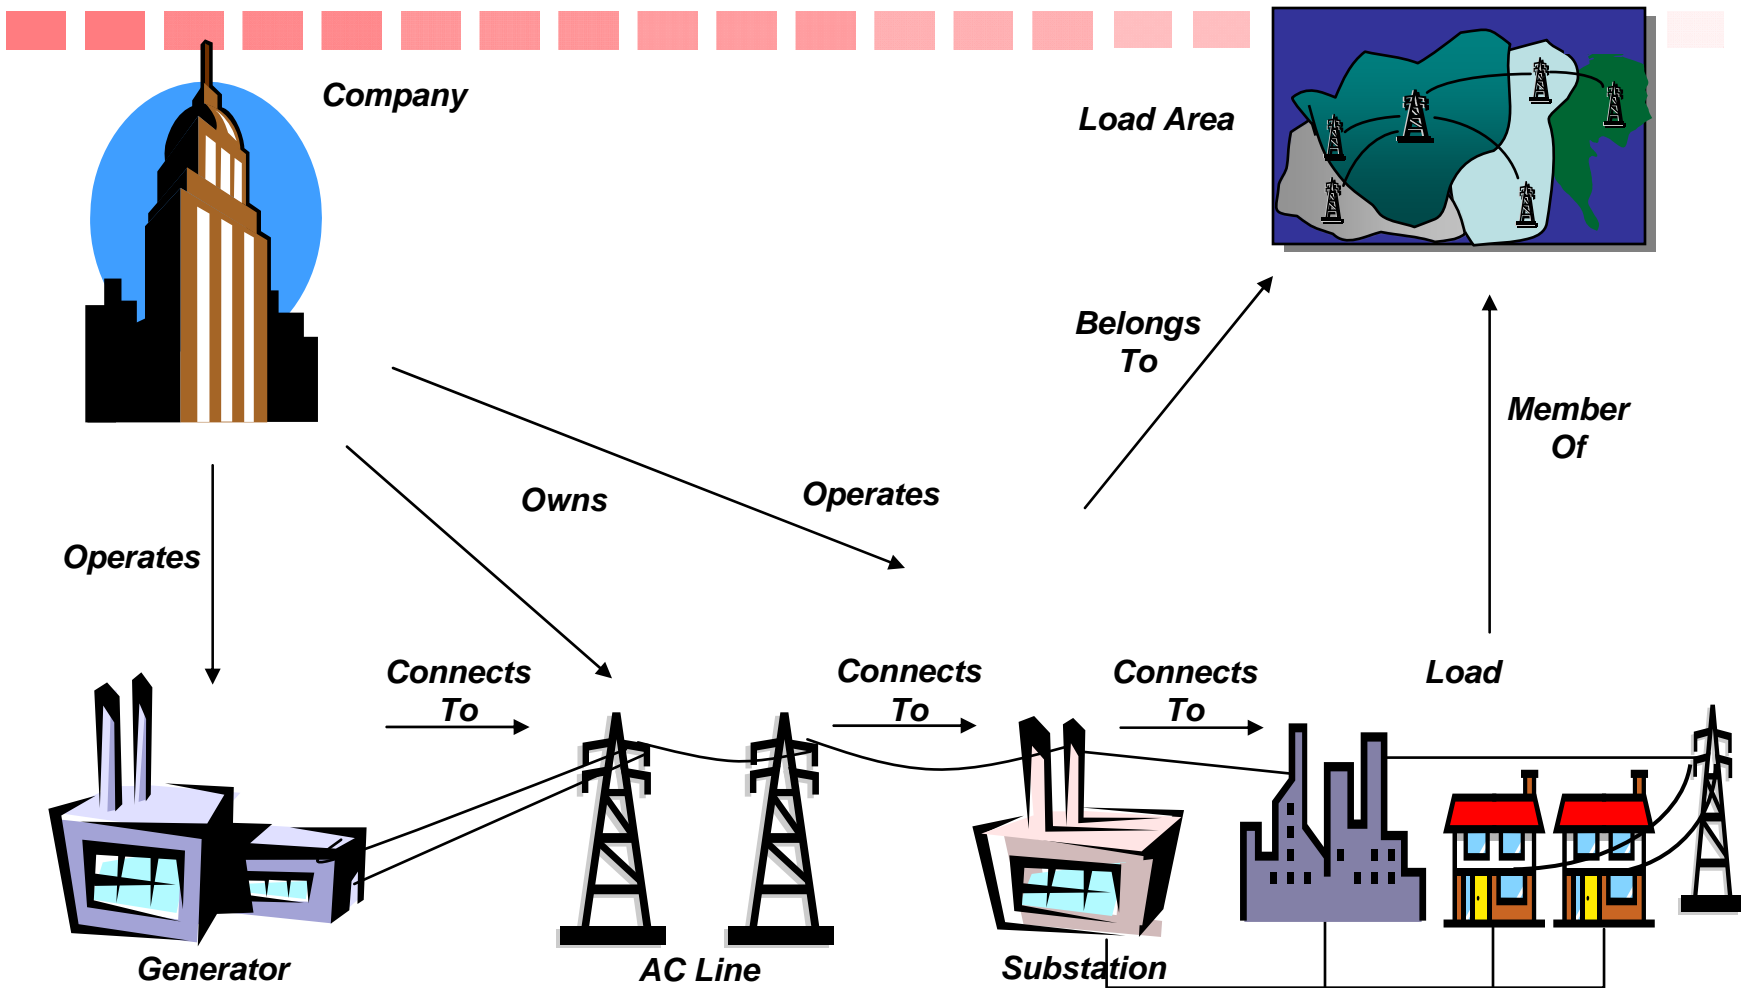 Company
Load Area
Belongs
To
Member
Of
Owns
Operates
Operates
Connects
To
Connects
To
Connects
To
Load
Generator
AC Line
Substation